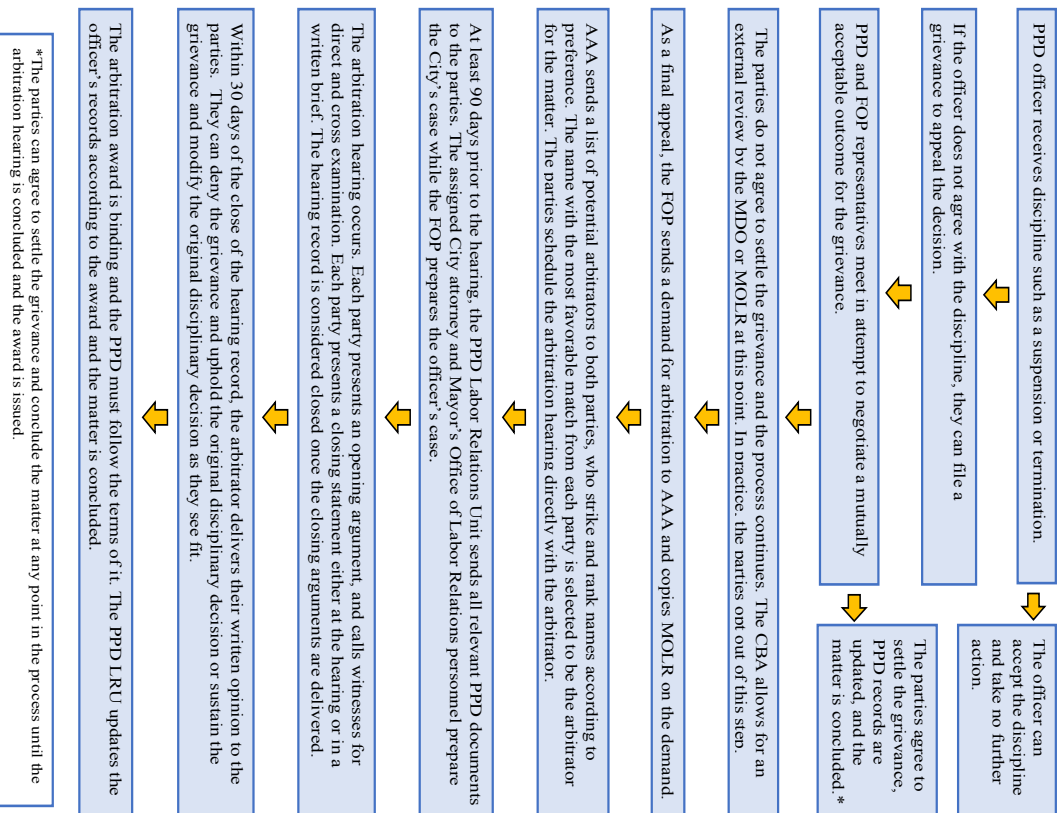 PPD officer receives discipline such as a suspension or termination.
The officer can
accept the discipline
and take no further
action.
If the officer does not agree with the discipline, they can file a
grievance to appeal the decision.
PPD and FOP representatives meet in attempt to negotiate a mutually
acceptable outcome for the grievance.
The parties agree to
settle the grievance,
PPD records are
updated, and the
matter is concluded.*
The parties do not agree to settle the grievance and the process continues. The CBA allows for an
external review by the MDO or MOLR at this point. In practice, the parties opt out of this step.
As a final appeal, the FOP sends a demand for arbitration to AAA and copies MOLR on the demand.
AAA sends a list of potential arbitrators to both parties, who strike and rank names according to
preference. The name with the most favorable match from each party is selected to be the arbitrator
for the matter. The parties schedule the arbitration hearing directly with the arbitrator.
At least 90 days prior to the hearing, the PPD Labor Relations Unit sends all relevant PPD documents
to the parties. The assigned City attorney and Mayor's Office of Labor Relations personnel prepare
the City's case while the FOP prepares the officer's case.
The arbitration hearing occurs. Each party presents an opening argument, and calls witnesses for
direct and cross examination. Each party presents a closing statement either at the hearing or in a
written brief. The hearing record is considered closed once the closing arguments are delivered.
Within 30 days of the close of the hearing record, the arbitrator delivers their written opinion to the
parties. They can deny the grievance and uphold the original disciplinary decision or sustain the
grievance and modify the original disciplinary decision as they see fit.
The arbitration award is binding and the PPD must follow the terms of it. The PPD LRU updates the
officer's records according to the award and the matter is concluded.
*The parties can agree to settle the grievance and conclude the matter at any point in the process until the
arbitration hearing is concluded and the award is issued.